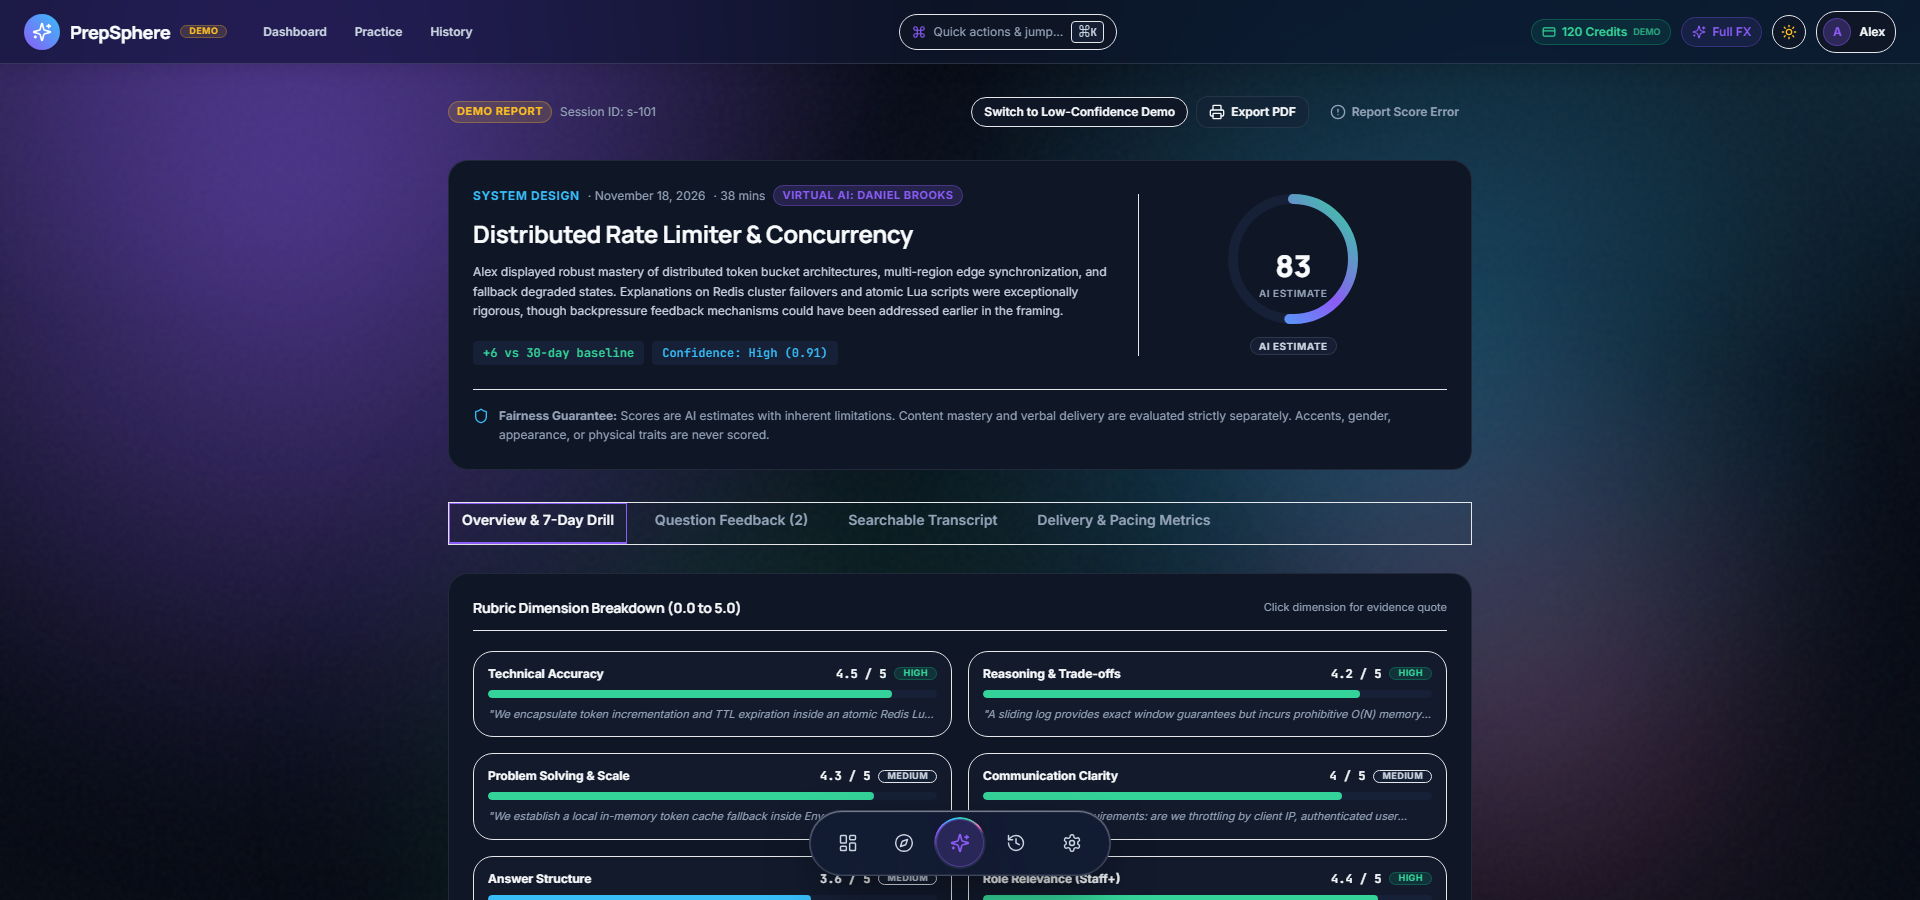 PrepSphere DEMO Dashboard Practice History Quick actions & jump... ⌘K 120 Credits DEMO Full FX A Alex
DEMO REPORT Session ID: s-101 Switch to Low-Confidence Demo Export PDF Report Score Error
SYSTEM DESIGN · November 18, 2026 · 38 mins VIRTUAL AI: DANIEL BROOKS
Distributed Rate Limiter & Concurrency
Alex displayed robust mastery of distributed token bucket architectures, multi-region edge synchronization, and
fallback degraded states. Explanations on Redis cluster failovers and atomic Lua scripts were exceptionally
rigorous, though backpressure feedback mechanisms could have been addressed earlier in the framing.
+6 vs 30-day baseline Confidence: High (0.91)
83
AI ESTIMATE
AI ESTIMATE
Fairness Guarantee: Scores are AI estimates with inherent limitations. Content mastery and verbal delivery are evaluated strictly separately. Accents, gender,
appearance, or physical traits are never scored.
Overview & 7-Day Drill Question Feedback (2) Searchable Transcript Delivery & Pacing Metrics
Rubric Dimension Breakdown (0.0 to 5.0) Click dimension for evidence quote
Technical Accuracy 4.5 / 5 HIGH
"We encapsulate token incrementation and TTL expiration inside an atomic Redis Lu...
Reasoning & Trade-offs 4.2 / 5 HIGH
"A sliding log provides exact window guarantees but incurs prohibitive O(N) memory...
Problem Solving & Scale 4.3 / 5 MEDIUM
"We establish a local in-memory token cache fallback inside
Communication Clarity 4 / 5 MEDIUM
are we throttling by client IP, authenticated user...
Answer Structure 3.6 / 5 MEDIUM
Role Relevance (Staff+) 4.4 / 5 HIGH